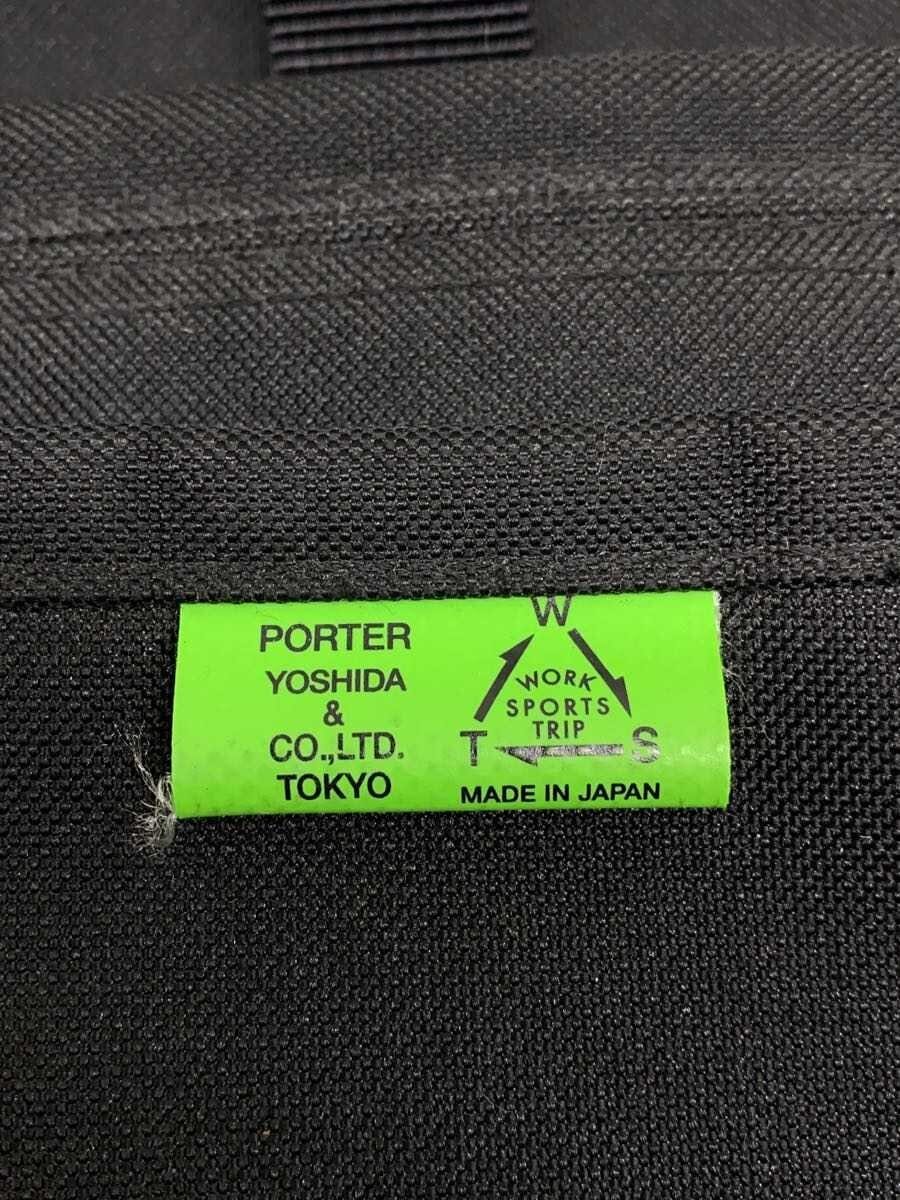 PORTER
YOSHIDA
&
CO.,LTD.
TOKYO
W
WORK
SPORTS
TRIP
T S
MADE IN JAPAN